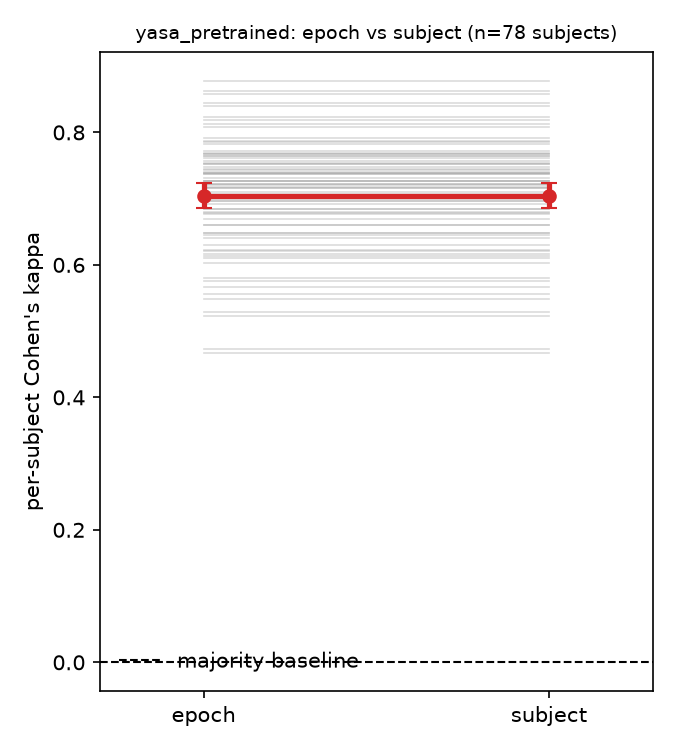 yasa_pretrained: epoch vs subject (n=78 subjects)
per-subject Cohen's kappa
0.8
0.6
0.4
0.2
0.0
majority baseline
epoch
subject